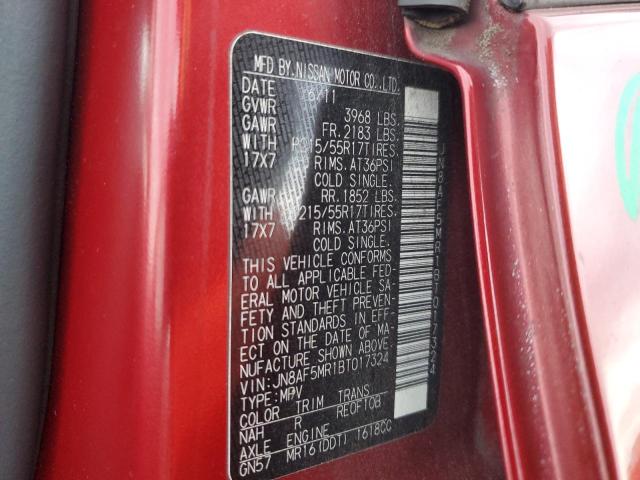 MFD BY.NISSAN MOTOR CO.,LTD.
DATE 6/11
GVWR 3968 LBS.
GAWR FR.2183 LBS.
WITH P215/55R17TIRES.
17X7 RIMS.AT36PSI
COLD SINGLE.
GAWR RR.1852 LBS.
WITH P215/55R17TIRES.
17X7 RIMS.AT36PSI
COLD SINGLE.
THIS VEHICLE CONFORMS
TO ALL APPLICABLE FED-
ERAL MOTOR VEHICLE SA-
FETY AND THEFT PREVEN-
TION STANDARDS IN EFF-
ECT ON THE DATE OF MA-
NUFACTURE SHOWN ABOVE.
VIN:JN8AF5MR1BT017324
TYPE:MPV
COLOR TRIM TRANS
NAH R RE0F10B
AXLE ENGINE
GN57 MR16(DDT) 1618CC
JN8AF5MR1BT017324